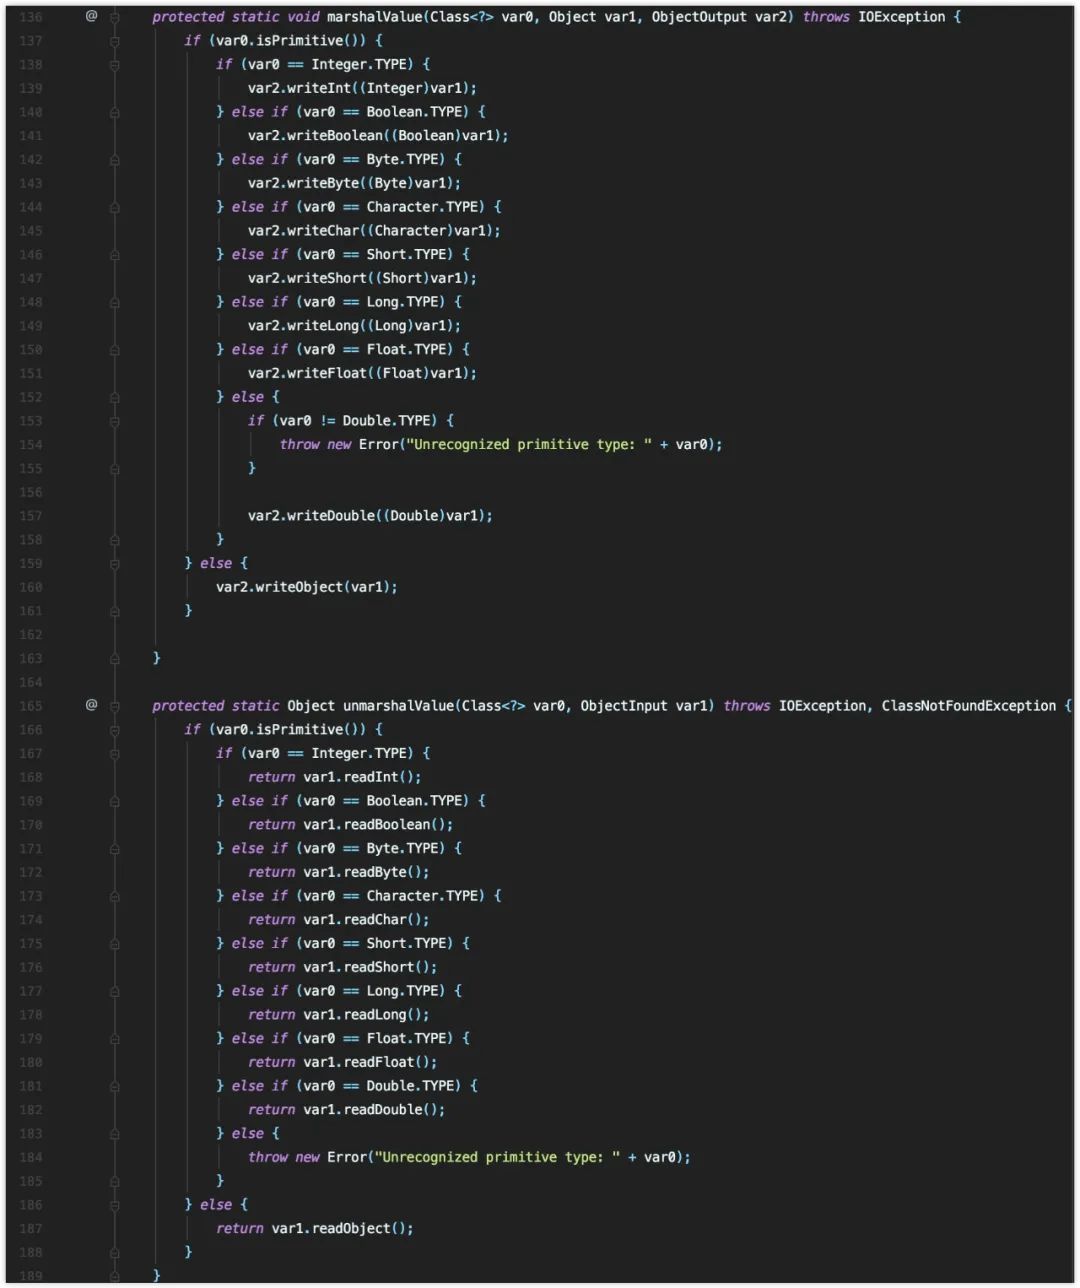 136 @ protected static void marshalValue(Class<?> var0, Object var1, ObjectOutput var2) throws IOException {
137 if (var0.isPrimitive()) {
138 if (var0 == Integer.TYPE) {
139 var2.writeInt((Integer)var1);
140 } else if (var0 == Boolean.TYPE) {
141 var2.writeBoolean((Boolean)var1);
142 } else if (var0 == Byte.TYPE) {
143 var2.writeByte((Byte)var1);
144 } else if (var0 == Character.TYPE) {
145 var2.writeChar((Character)var1);
146 } else if (var0 == Short.TYPE) {
147 var2.writeShort((Short)var1);
148 } else if (var0 == Long.TYPE) {
149 var2.writeLong((Long)var1);
150 } else if (var0 == Float.TYPE) {
151 var2.writeFloat((Float)var1);
152 } else {
153 if (var0 != Double.TYPE) {
154 throw new Error("Unrecognized primitive type: " + var0);
155 }
156
157 var2.writeDouble((Double)var1);
158 }
159 } else {
160 var2.writeObject(var1);
161 }
162
163 }
164
165 @ protected static Object unmarshalValue(Class<?> var0, ObjectInput var1) throws IOException, ClassNotFoundException {
166 if (var0.isPrimitive()) {
167 if (var0 == Integer.TYPE) {
168 return var1.readInt();
169 } else if (var0 == Boolean.TYPE) {
170 return var1.readBoolean();
171 } else if (var0 == Byte.TYPE) {
172 return var1.readByte();
173 } else if (var0 == Character.TYPE) {
174 return var1.readChar();
175 } else if (var0 == Short.TYPE) {
176 return var1.readShort();
177 } else if (var0 == Long.TYPE) {
178 return var1.readLong();
179 } else if (var0 == Float.TYPE) {
180 return var1.readFloat();
181 } else if (var0 == Double.TYPE) {
182 return var1.readDouble();
183 } else {
184 throw new Error("Unrecognized primitive type: " + var0);
185 }
186 } else {
187 return var1.readObject();
188 }
189 }